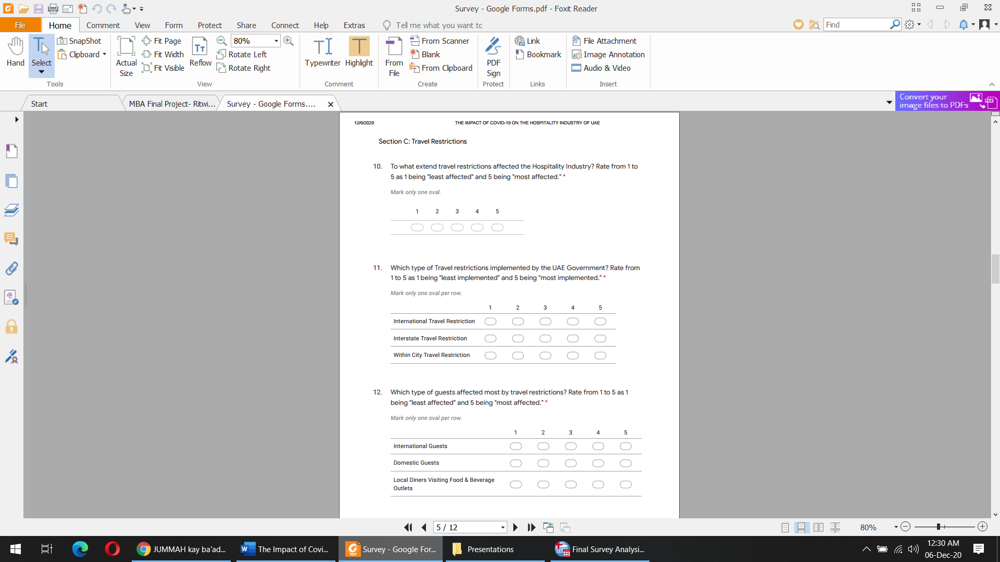 Survey - Google Forms.pdf - Foxit Reader
File Home Comment View Form Protect Share Connect Help Extras Tell me what you want to Find
Hand
Select
SnapShot
Clipboard
Tools
Actual
Size
Fit Page
Fit Width
Fit Visible
Reflow
80%
Rotate Left
Rotate Right
View
Typewriter
Highlight
Comment
From
File
From Scanner
Blank
From Clipboard
Create
PDF
Sign
Protect
Link
Bookmark
Links
File Attachment
Image Annotation
Audio & Video
Insert
Start
MBA Final Project- Ritwi...
Survey - Google Forms....
Convert your
image files to PDFs
12/6/2020 THE IMPACT OF COVID-19 ON THE HOSPITALITY INDUSTRY OF UAE
Section C: Travel Restrictions
10. To what extend travel restrictions affected the Hospitality Industry? Rate from 1 to
5 as 1 being "least affected" and 5 being "most affected." *
Mark only one oval.
1 2 3 4 5
11. Which type of Travel restrictions implemented by the UAE Government? Rate from
1 to 5 as 1 being "least implemented" and 5 being "most implemented." *
Mark only one oval per row.
1 2 3 4 5
International Travel Restriction
Interstate Travel Restriction
Within City Travel Restriction
12. Which type of guests affected most by travel restrictions? Rate from 1 to 5 as 1
being "least affected" and 5 being "most affected." *
Mark only one oval per row.
1 2 3 4 5
International Guests
Domestic Guests
Local Diners Visiting Food & Beverage
Outlets
5 / 12
80%
JUMMAH kay ba'ad...
The Impact of Covi...
Survey - Google For...
Presentations
Final Survey Analysi...
12:30 AM
06-Dec-20